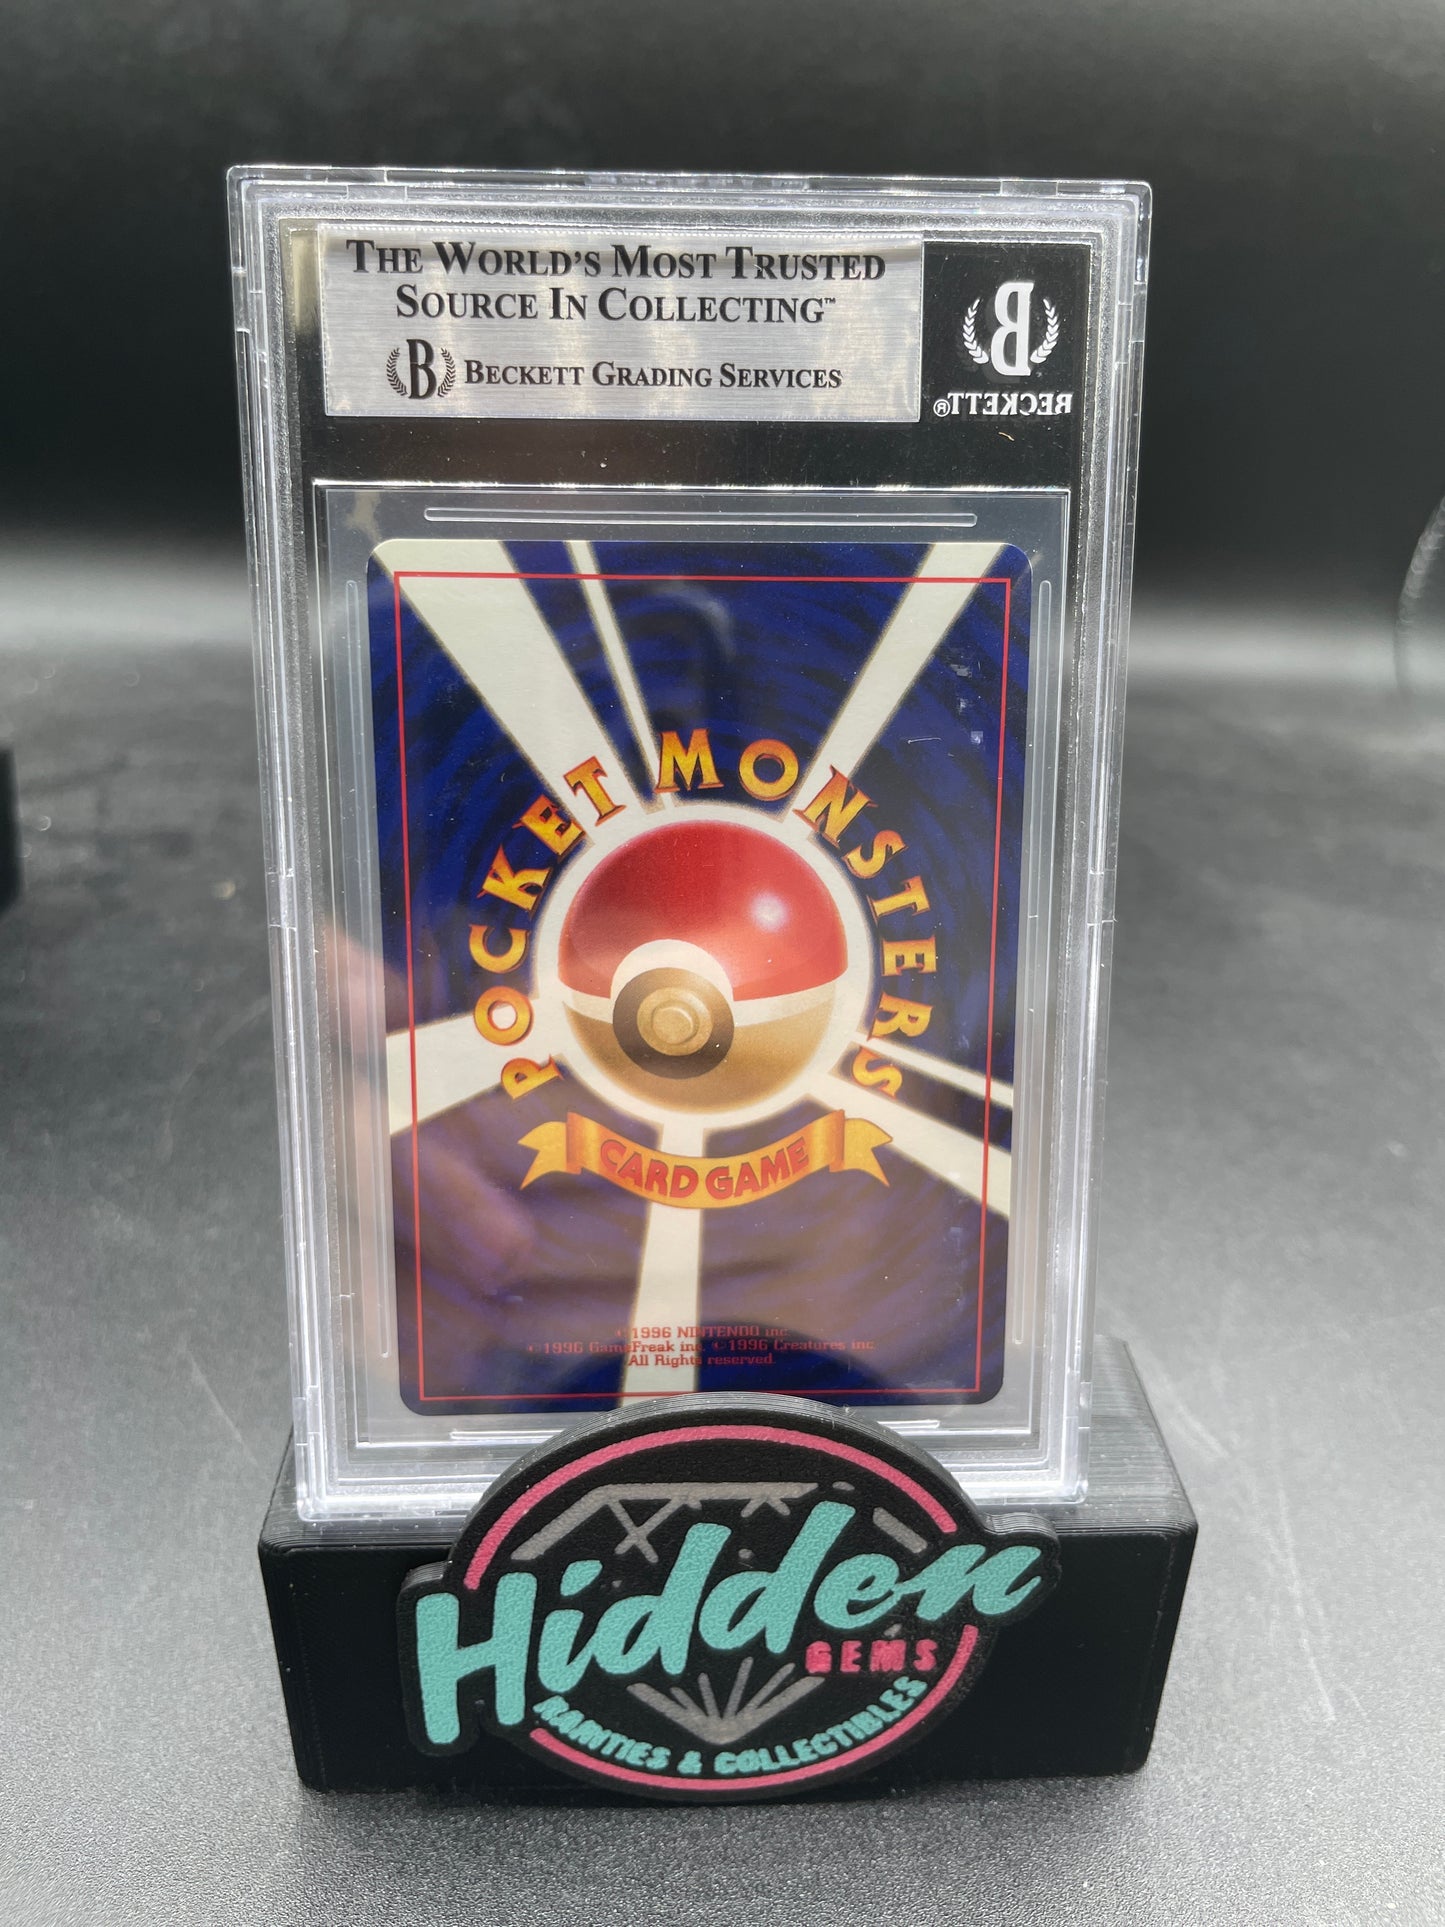 THE WORLD'S MOST TRUSTED
SOURCE IN COLLECTING™
B BECKETT GRADING SERVICES
B
BECKETT®
POCKET MONSTERS
CARD GAME
©1996 NINTENDO inc.
©1996 GameFreak inc. ©1996 Creatures inc.
All Rights reserved.
Hidden
GEMS
RARITIES & COLLECTIBLES